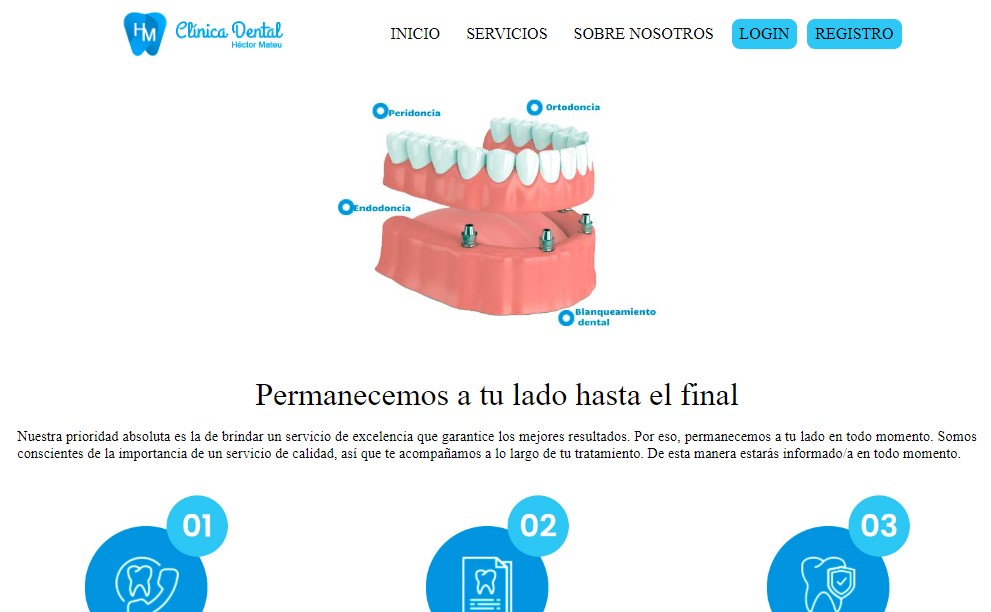 HM
Clínica Dental
Héctor Mateu
INICIO SERVICIOS SOBRE NOSOTROS LOGIN REGISTRO
Peridoncia
Ortodoncia
Endodoncia
Blanqueamiento
dental
Permanecemos a tu lado hasta el final
Nuestra prioridad absoluta es la de brindar un servicio de excelencia que garantice los mejores resultados. Por eso, permanecemos a tu lado en todo momento. Somos
conscientes de la importancia de un servicio de calidad, así que te acompañamos a lo largo de tu tratamiento. De esta manera estarás informado/a en todo momento.
01 02 03